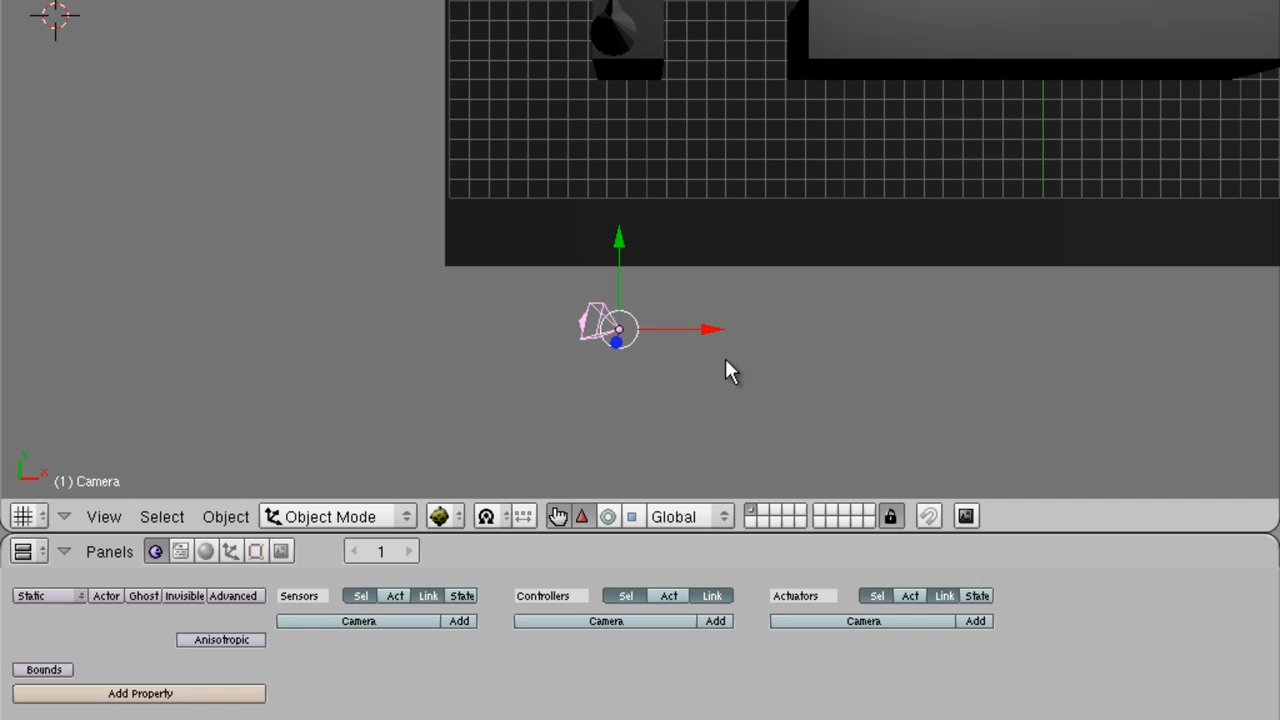 y
x
(1) Camera
View Select Object Object Mode Global
Panels 1
Static Actor Ghost Invisible Advanced Sensors Sel Act Link State Controllers Sel Act Link Actuators Sel Act Link State
Camera Add Camera Add Camera Add
Anisotropic
Bounds
Add Property